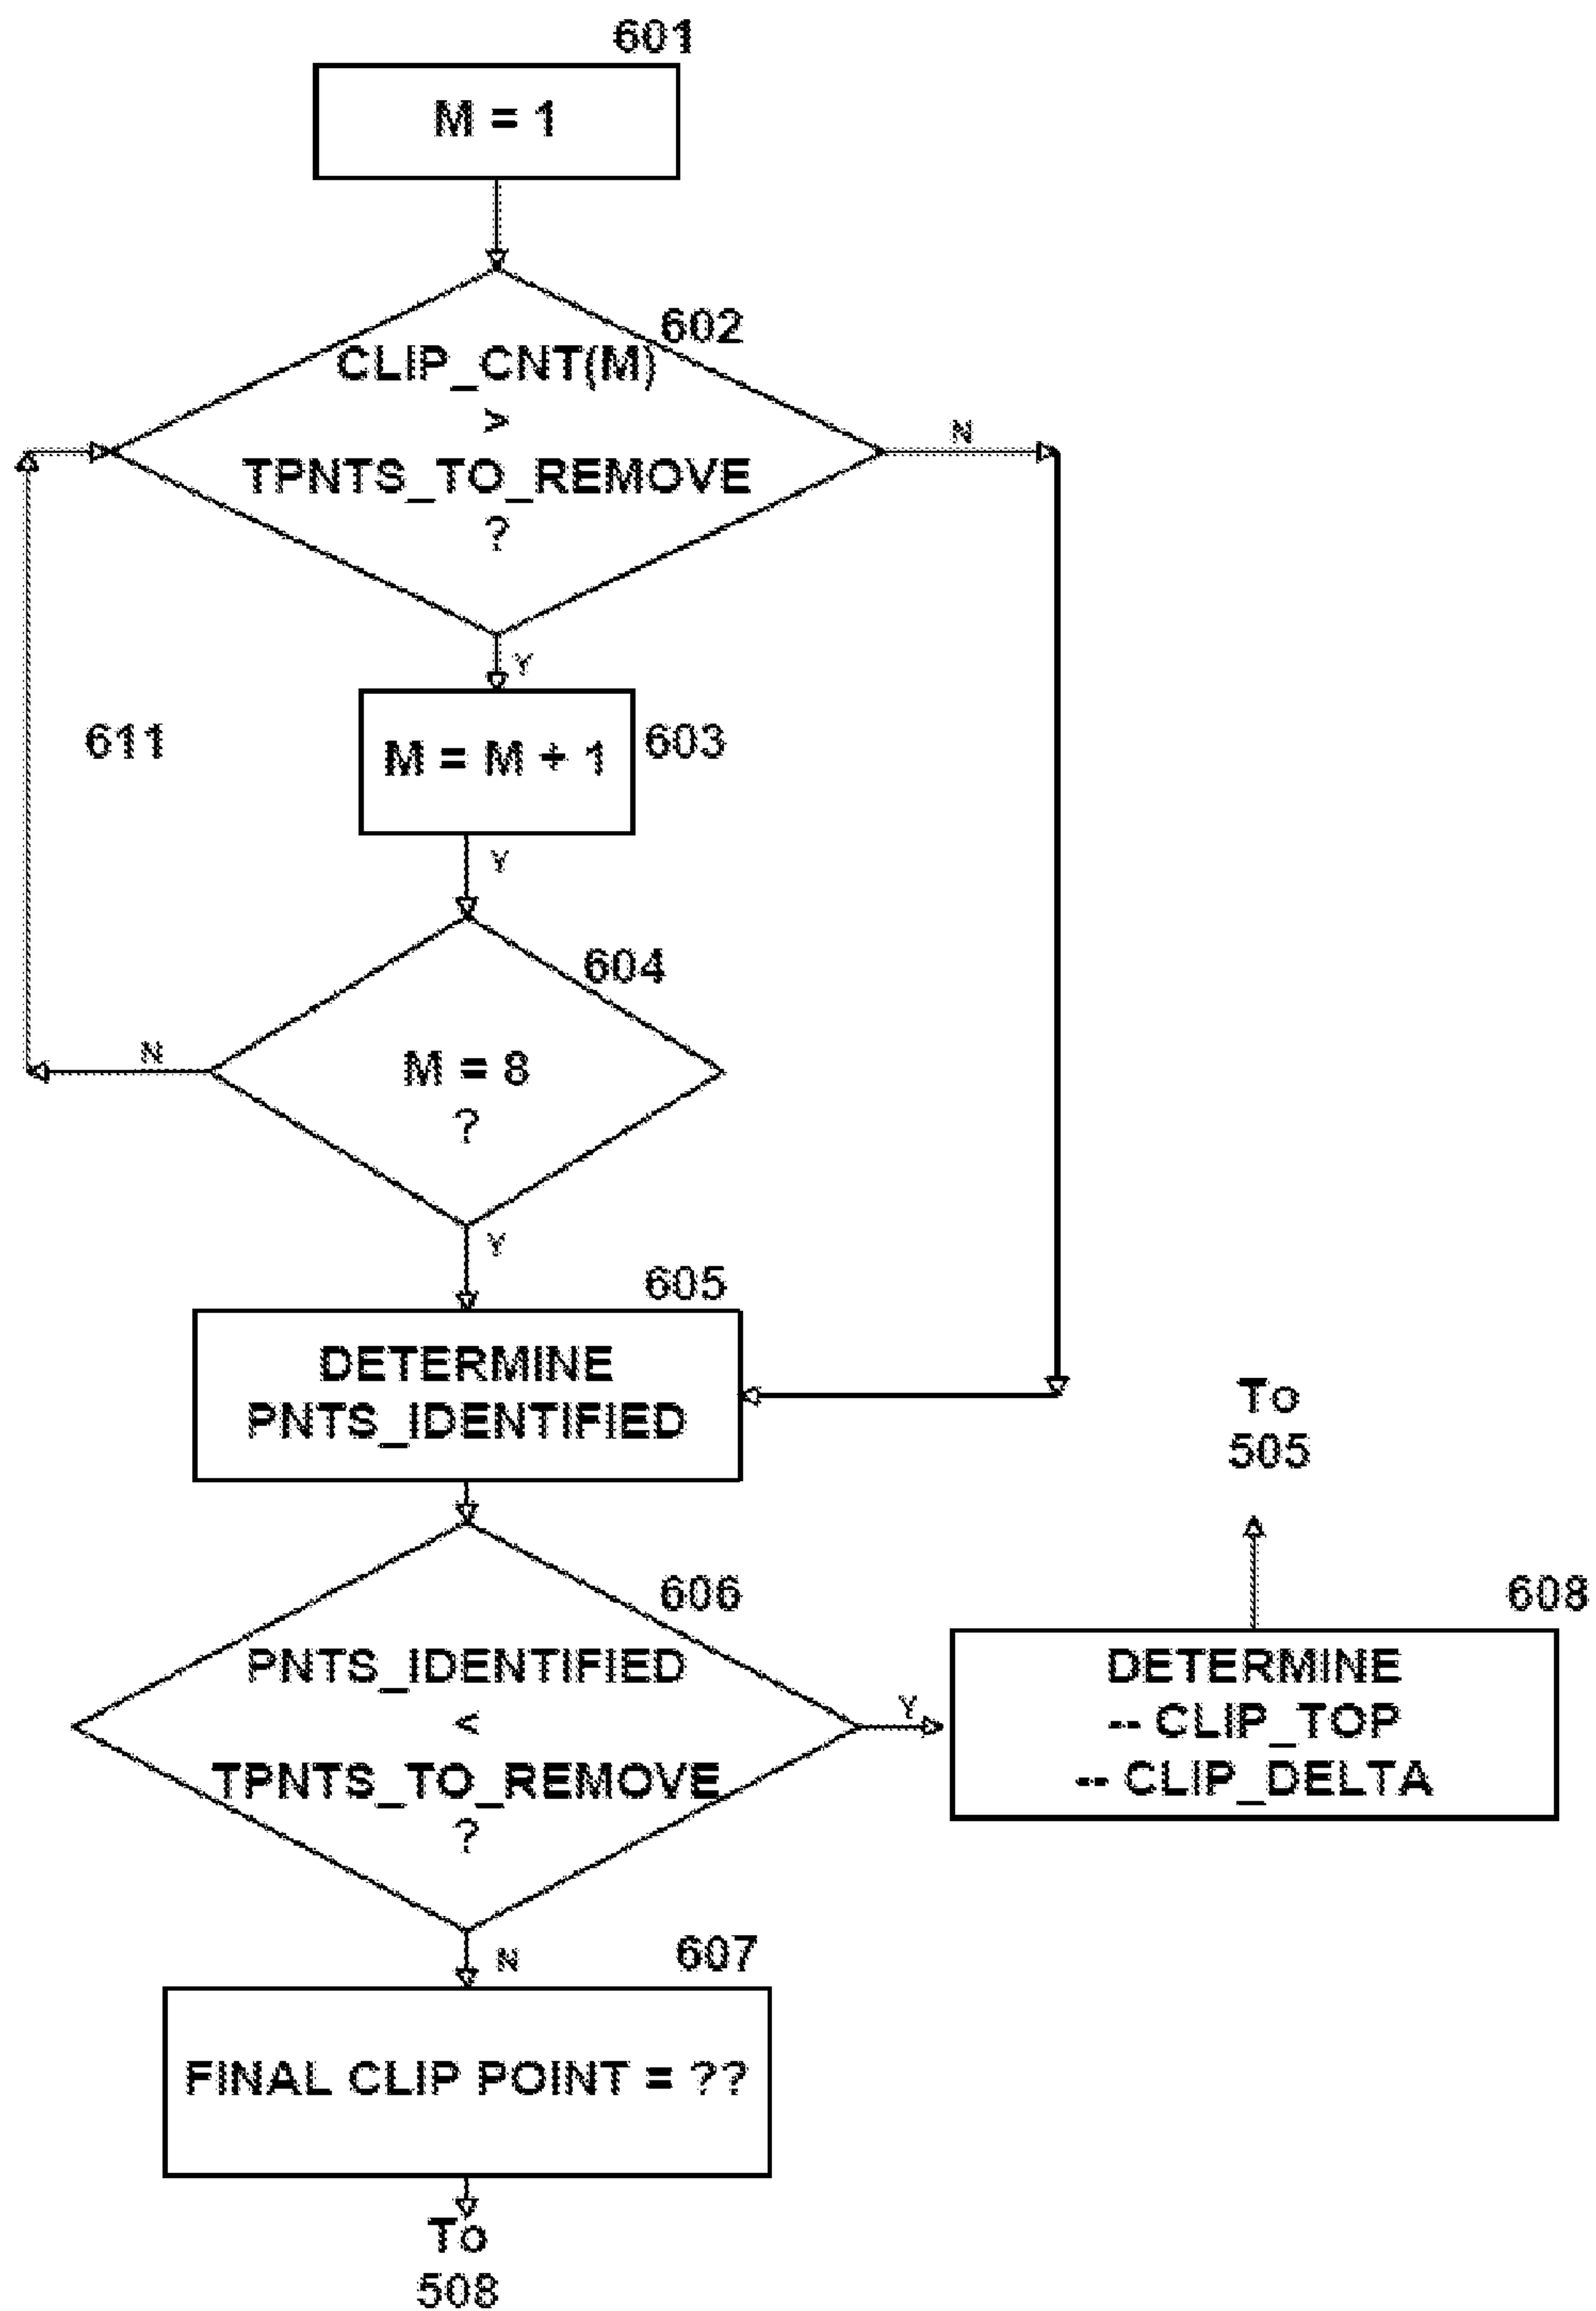 601
M = 1
602
CLIP_CNT(M)
>
TPNTS_TO_REMOVE
?
N
Y
611
M = M + 1
603
Y
604
N
M = 8
?
Y
605
DETERMINE
PNTS_IDENTIFIED
To
505
606
608
PNTS_IDENTIFIED
<
TPNTS_TO_REMOVE
?
Y
DETERMINE
-- CLIP_TOP
-- CLIP_DELTA
N
607
FINAL CLIP POINT = ??
To
508